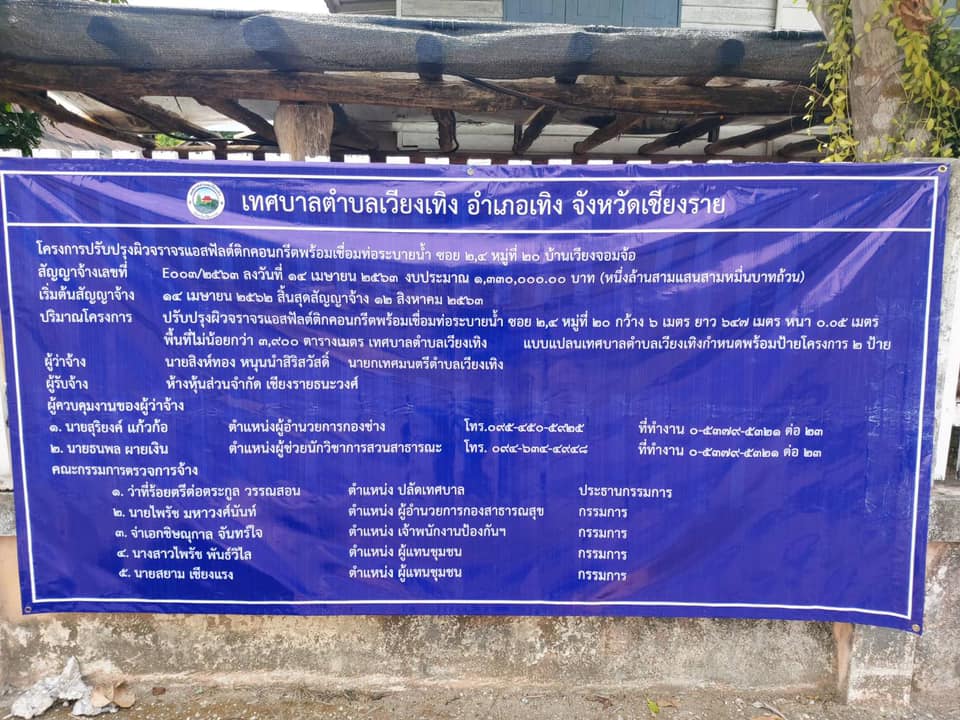 เทศบาลตำบลเวียงเทิง อำเภอเทิง จังหวัดเชียงราย
โครงการปรับปรุงผิวจราจรแอสฟัลต์ติกคอนกรีตพร้อมเชื่อมท่อระบายน้ำ ซอย ๒,๔ หมู่ที่ ๒๐ บ้านเวียงจอมจ้อ
สัญญาจ้างเลขที่ E๐๐๓/๒๕๖๓ ลงวันที่ ๑๔ เมษายน ๒๕๖๓ งบประมาณ ๑,๓๓๐,๐๐๐.๐๐ บาท (หนึ่งล้านสามแสนสามหมื่นบาทถ้วน)
เริ่มต้นสัญญาจ้าง ๑๔ เมษายน ๒๕๖๒ สิ้นสุดสัญญาจ้าง ๑๒ สิงหาคม ๒๕๖๓
ปริมาณโครงการ ปรับปรุงผิวจราจรแอสฟัลต์ติกคอนกรีตพร้อมเชื่อมท่อระบายน้ำ ซอย ๒,๔ หมู่ที่ ๒๐ กว้าง ๖ เมตร ยาว ๖๔๗ เมตร หนา ๐.๐๕ เมตร
พื้นที่ไม่น้อยกว่า ๓,๙๐๐ ตารางเมตร เทศบาลตำบลเวียงเทิง แบบแปลนเทศบาลตำบลเวียงเทิงกำหนดพร้อมป้ายโครงการ ๒ ป้าย
ผู้ว่าจ้าง นายสิงห์ทอง หนุนนำสิริสวัสดิ์ นายกเทศมนตรีตำบลเวียงเทิง
ผู้รับจ้าง ห้างหุ้นส่วนจำกัด เชียงรายธนะวงศ์
ผู้ควบคุมงานของผู้ว่าจ้าง
๑. นายสุริยงค์ แก้วก้อ ตำแหน่งผู้อำนวยการกองช่าง โทร.๐๙๕-๔๕๐-๕๙๒๕ ที่ทำงาน ๐-๕๓๗๙-๕๓๒๑ ต่อ ๒๓
๒. นายธนพล ผายเงิน ตำแหน่งผู้ช่วยนักวิชาการสวนสาธารณะ โทร. ๐๙๔-๖๓๔-๔๙๔๘ ที่ทำงาน ๐-๕๓๗๙-๕๓๒๑ ต่อ ๒๓
คณะกรรมการตรวจการจ้าง
๑. ว่าที่ร้อยตรีต่อตระกูล วรรณสอน ตำแหน่ง ปลัดเทศบาล ประธานกรรมการ
๒. นายไพรัช มหาวงศ์นันท์ ตำแหน่ง ผู้อำนวยการกองสาธารณสุข กรรมการ
๓. จ่าเอกชิษณุกาล จันทร์ใจ ตำแหน่ง เจ้าพนักงานป้องกันฯ กรรมการ
๔. นางสาวไพรัช พันธ์วิไล ตำแหน่ง ผู้แทนชุมชน กรรมการ
๕. นายสยาม เชียงแรง ตำแหน่ง ผู้แทนชุมชน กรรมการ